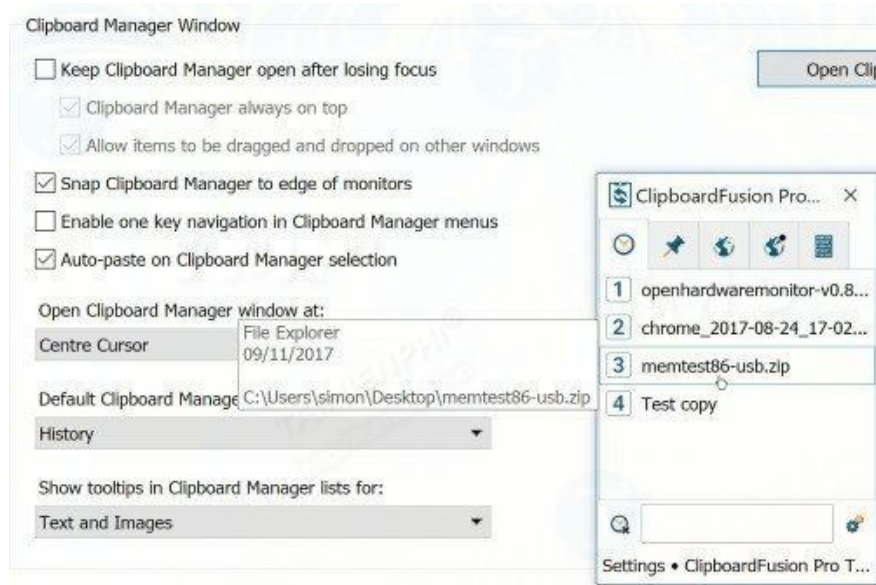 Clipboard Manager Window
Keep Clipboard Manager open after losing focus
Open Clip
Clipboard Manager always on top
Allow items to be dragged and dropped on other windows
Snap Clipboard Manager to edge of monitors
Enable one key navigation in Clipboard Manager menus
Auto-paste on Clipboard Manager selection
Open Clipboard Manager window at:
Centre Cursor
File Explorer
09/11/2017
C:\Users\simon\Desktop\memtest86-usb.zip
Default Clipboard Manage
History
Show tooltips in Clipboard Manager lists for:
Text and Images
ClipboardFusion Pro...
1 openhardwaremonitor-v0.8...
2 chrome_2017-08-24_17-02...
3 memtest86-usb.zip
4 Test copy
Settings • ClipboardFusion Pro T...